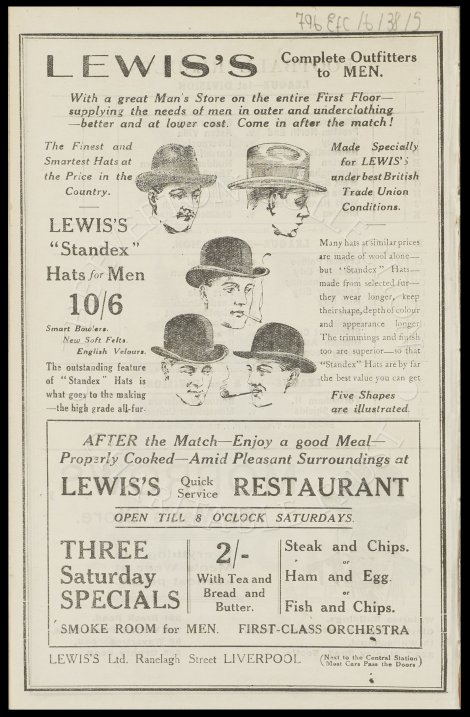 796 EFC /6/38/5
LEWIS'S Complete Outfitters
to MEN.
With a great Man's Store on the entire First Floor—
supplying the needs of men in outer and underclothing
—better and at lower cost. Come in after the match!
The Finest and
Smartest Hats at
the Price in the
Country.
Made Specially
for LEWIS'S
under best British
Trade Union
Conditions.
LEWIS'S
"Standex"
Hats for Men
10/6
Smart Bowlers.
New Soft Felts.
English Velours.
The outstanding feature
of "Standex" Hats is
what goes to the making
—the high grade all-fur.
Many hats at similar prices
are made of wool alone—
but "Standex" Hats—
made from selected fur—
they wear longer, keep
their shape, depth of colour
and appearance longer
The trimmings and finish
too are superior—so that
"Standex" Hats are by far
the best value you can get
Five Shapes
are illustrated.
AFTER the Match—Enjoy a good Meal—
Properly Cooked—Amid Pleasant Surroundings at
LEWIS'S Quick Service RESTAURANT
OPEN TILL 8 O'CLOCK SATURDAYS.
THREE
Saturday
SPECIALS
2/-
With Tea and
Bread and
Butter.
Steak and Chips.
or
Ham and Egg.
or
Fish and Chips.
SMOKE ROOM for MEN. FIRST-CLASS ORCHESTRA
LEWIS'S Ltd. Ranelagh Street LIVERPOOL (Next to the Central Station
Most Cars Pass the Doors)